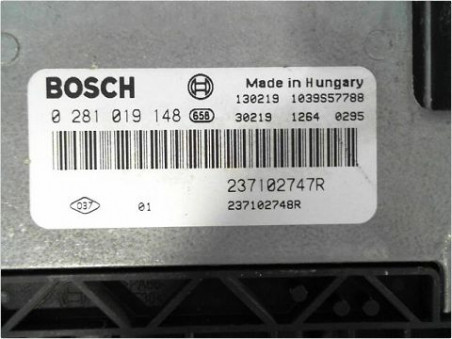 BOSCH Made in Hungary
130219 1039S57788
0 281 019 148 658 30219 1264 0295
237102747R
037 01 237102748R